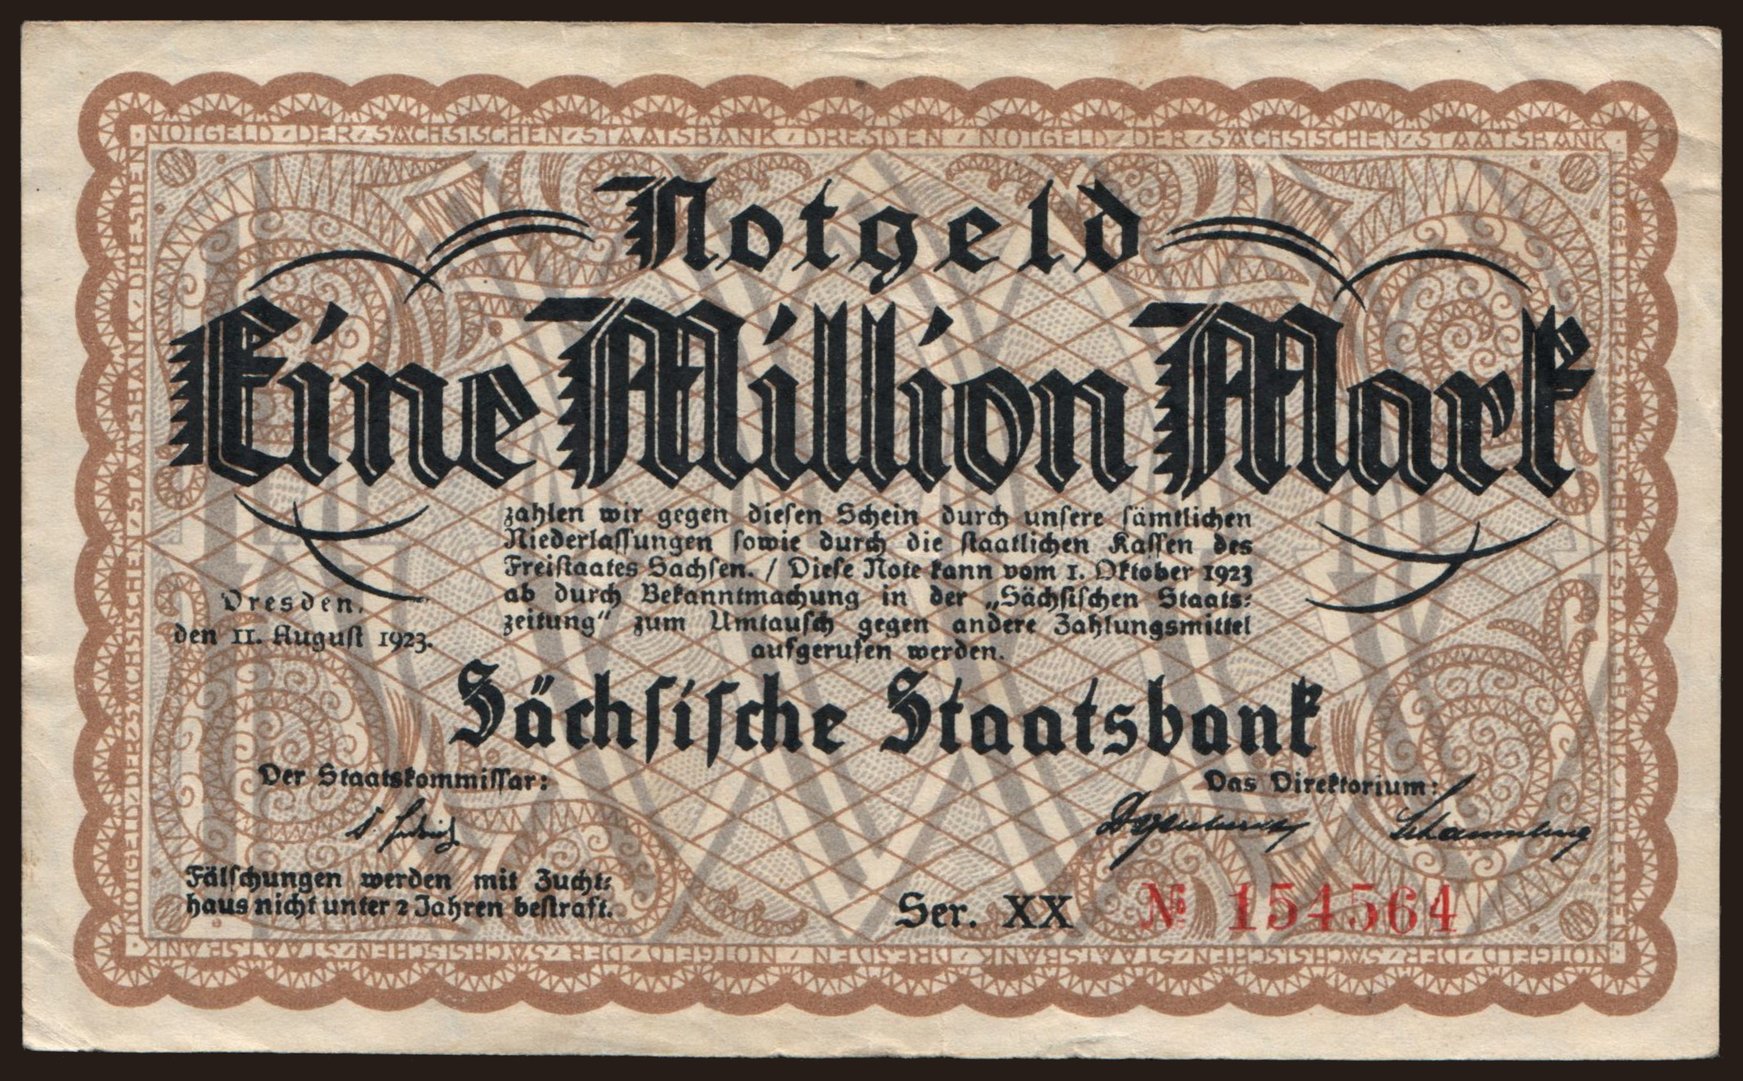 NOTGELD / DER / SÄCHSISCHEN / STAATSBANK / DRESDEN / NOTGELD / DER / SÄCHSISCHEN / STAATSBANK
Notgeld
Eine Million Mark
zahlen wir gegen diesen Schein durch unsere sämtlichen
Niederlassungen sowie durch die staatlichen Kassen des
Freistaates Sachsen. / Diese Note kann vom 1. Oktober 1923
ab durch Bekanntmachung in der „Sächsischen Staats-
zeitung“ zum Umtausch gegen andere Zahlungsmittel
aufgerufen werden.
Dresden,
den 11. August 1923.
Sächsische Staatsbank
Der Staatskommissar:
Das Direktorium:
Fälschungen werden mit Zucht-
haus nicht unter 2 Jahren bestraft.
Ser. XX № 154564